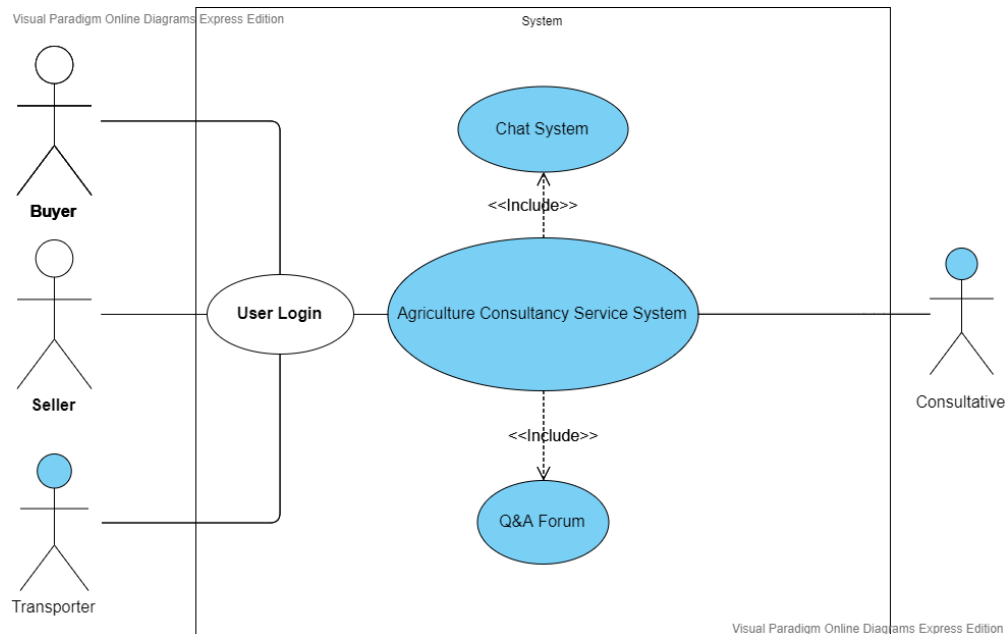 Visual Paradigm Online Diagrams Express Edition
System
Chat System
<<Include>>
Buyer
User Login
Agriculture Consultancy Service System
Seller
Consultative
<<Include>>
Q&A Forum
Transporter
Visual Paradigm Online Diagrams Express Edition